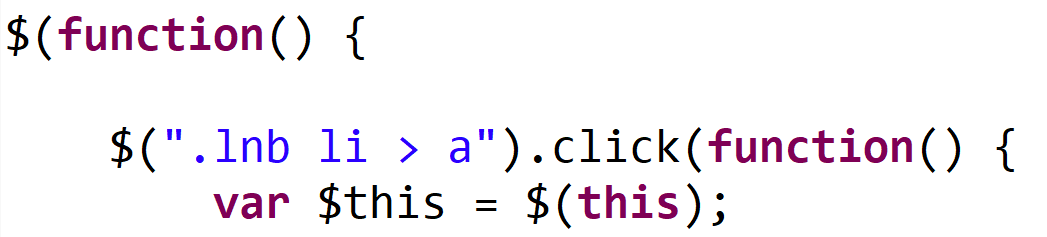 $(function() {
$(".lnb li > a").click(function() {
var $this = $(this);